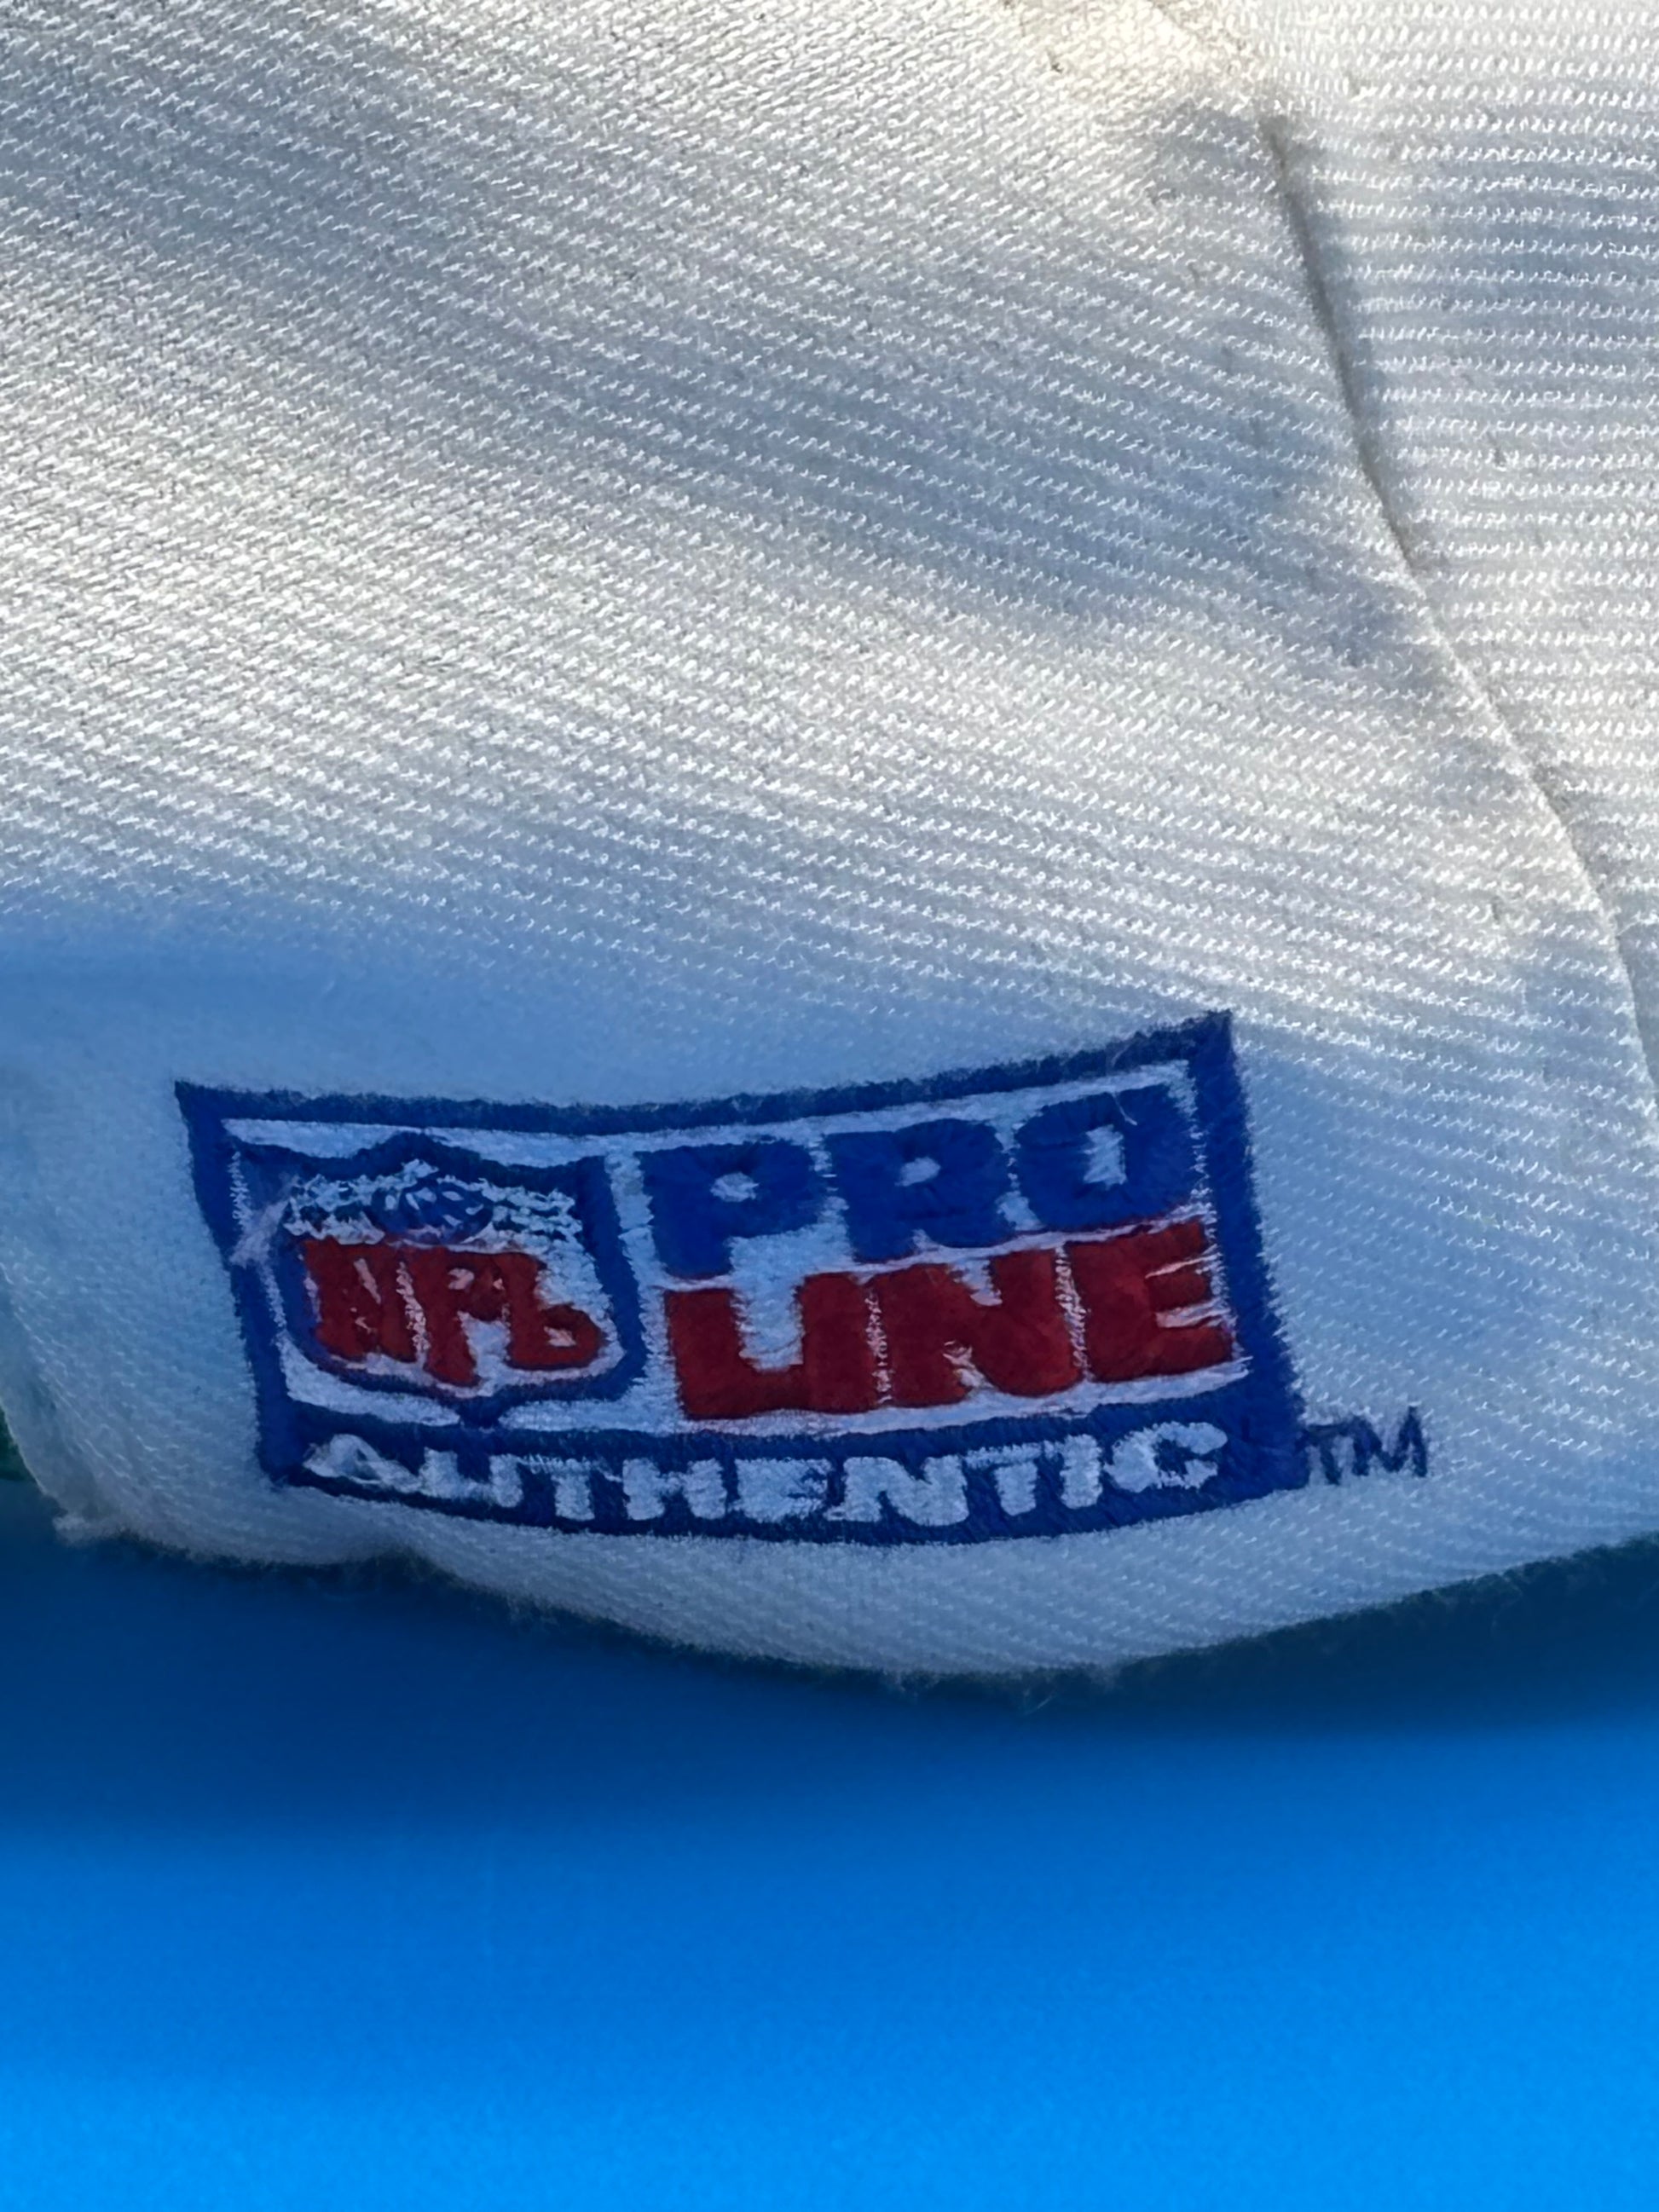 NFL
PRO
LINE
AUTHENTIC
TM